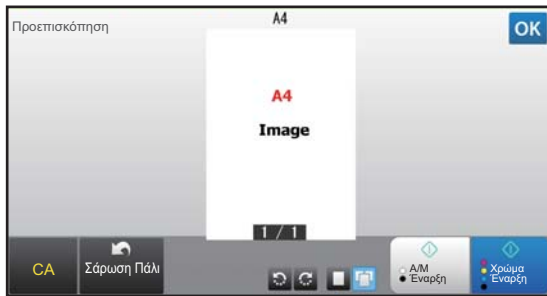 Προεπισκόπηση
A4
OK
A4
Image
1 / 1
CA
Σάρωση Πάλι
Α/Μ
Έναρξη
Χρώμα
Έναρξη